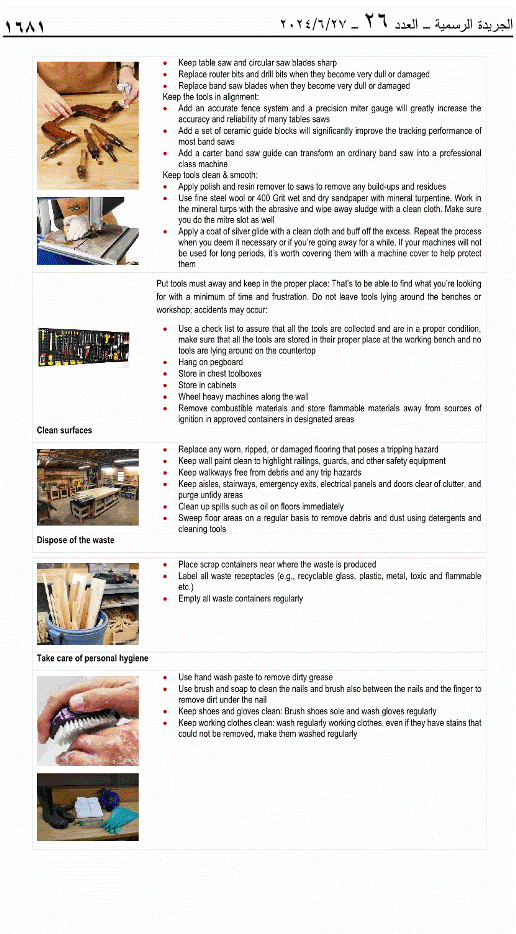 الجريدة الرسمية ــ العدد ٢٦ ــ ٢٠٢٤/٦/٢٧
١٦٨١
• Keep table saw and circular saw blades sharp
• Replace router bits and drill bits when they become very dull or damaged
• Replace band saw blades when they become very dull or damaged
Keep the tools in alignment:
• Add an accurate fence system and a precision miter gauge will greatly increase the
accuracy and reliability of many tables saws
• Add a set of ceramic guide blocks will significantly improve the tracking performance of
most band saws
• Add a carter band saw guide can transform an ordinary band saw into a professional
class machine
Keep tools clean & smooth:
• Apply polish and resin remover to saws to remove any build-ups and residues
• Use fine steel wool or 400 Grit wet and dry sandpaper with mineral turpentine. Work in
the mineral turps with the abrasive and wipe away sludge with a clean cloth. Make sure
you do the mitre slot as well
• Apply a coat of silver glide with a clean cloth and buff off the excess. Repeat the process
when you deem it necessary or if you're going away for a while. If your machines will not
be used for long periods, it's worth covering them with a machine cover to help protect
them
Put tools must away and keep in the proper place: That's to be able to find what you're looking
for with a minimum of time and frustration. Do not leave tools lying around the benches or
workshop; accidents may occur:
• Use a check list to assure that all the tools are collected and are in a proper condition,
make sure that all the tools are stored in their proper place at the working bench and no
tools are lying around on the countertop
• Hang on pegboard
• Store in chest toolboxes
• Store in cabinets
• Wheel heavy machines along the wall
• Remove combustible materials and store flammable materials away from sources of
ignition in approved containers in designated areas
Clean surfaces
• Replace any worn, ripped, or damaged flooring that poses a tripping hazard
• Keep wall paint clean to highlight railings, guards, and other safety equipment
• Keep walkways free from debris and any trip hazards
• Keep aisles, stairways, emergency exits, electrical panels and doors clear of clutter, and
purge untidy areas
• Clean up spills such as oil on floors immediately
• Sweep floor areas on a regular basis to remove debris and dust using detergents and
cleaning tools
Dispose of the waste
• Place scrap containers near where the waste is produced
• Label all waste receptacles (e.g., recyclable glass, plastic, metal, toxic and flammable
etc.)
• Empty all waste containers regularly
Take care of personal hygiene
• Use hand wash paste to remove dirty grease
• Use brush and soap to clean the nails and brush also between the nails and the finger to
remove dirt under the nail
• Keep shoes and gloves clean: Brush shoes sole and wash gloves regularly
• Keep working clothes clean: wash regularly working clothes, even if they have stains that
could not be removed, make them washed regularly